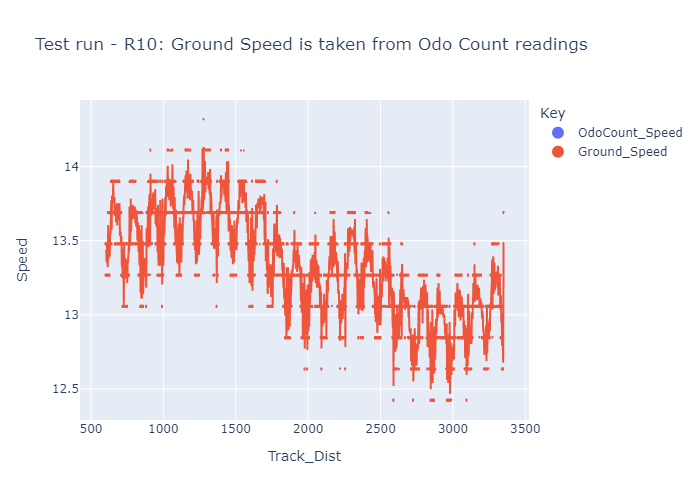 Test run - R10: Ground Speed is taken from Odo Count readings
Key
OdoCount_Speed
Ground_Speed
14
13.5
13
12.5
Speed
500
1000
1500
2000
2500
3000
3500
Track_Dist